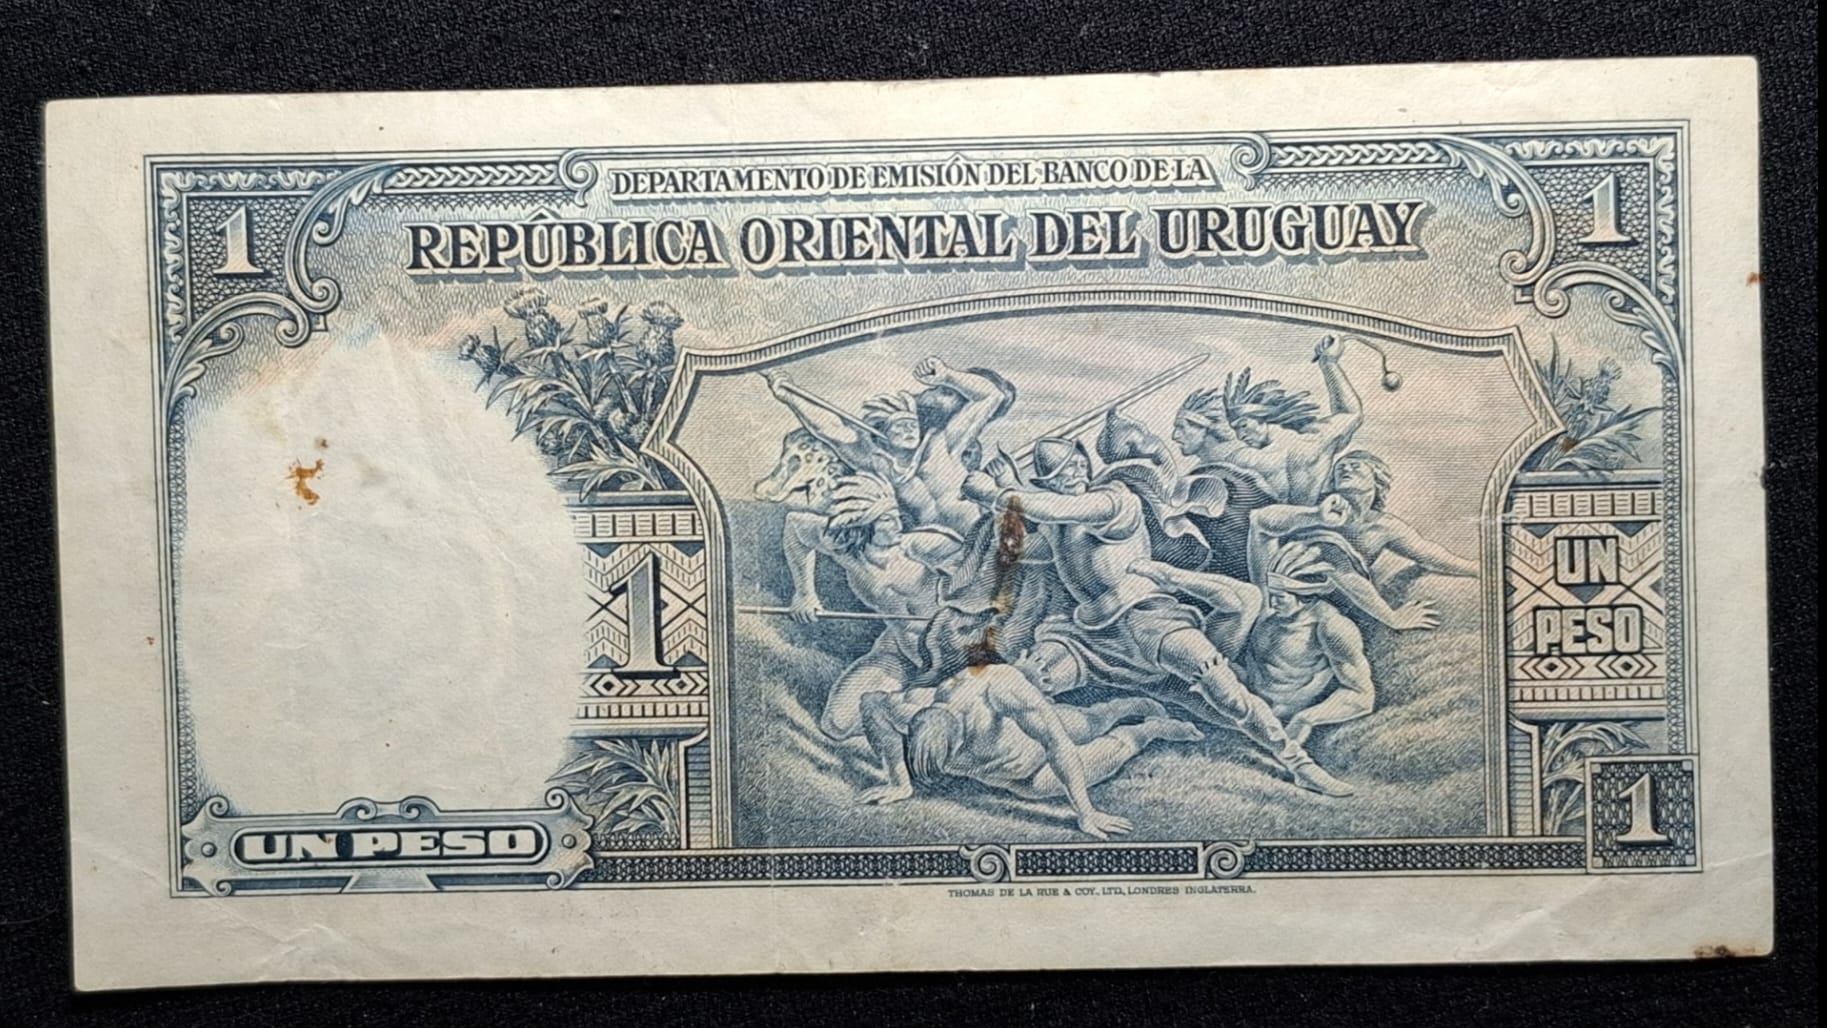 1
1
DEPARTAMENTO DE EMISIÓN DEL BANCO DE LA
REPÛBLICA ORIENTAL DEL URUGUAY
1
UN
PESO
UN PESO
1
THOMAS DE LA RUE & COY. LTD, LONDRES INGLATERRA.